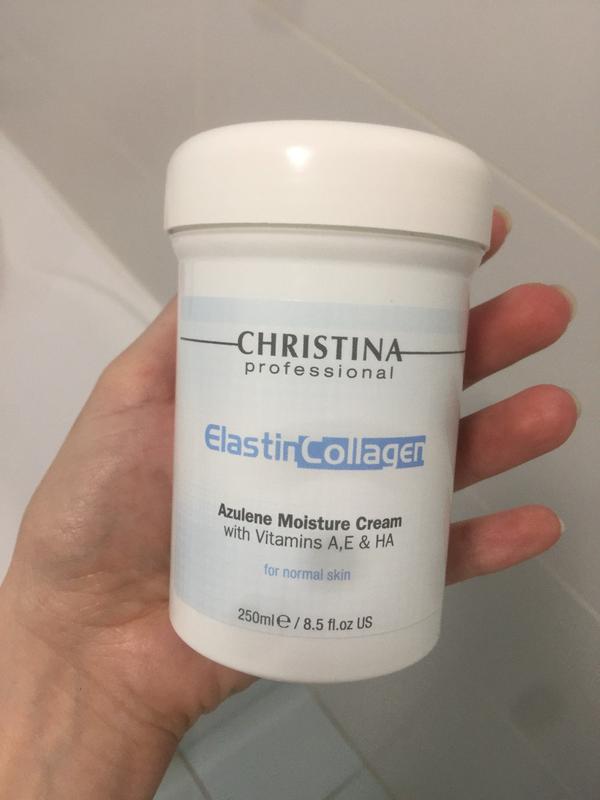 CHRISTINA
professional
ElastinCollagen
Azulene Moisture Cream
with Vitamins A,E & HA
for normal skin
250ml℮ / 8.5 fl.oz US